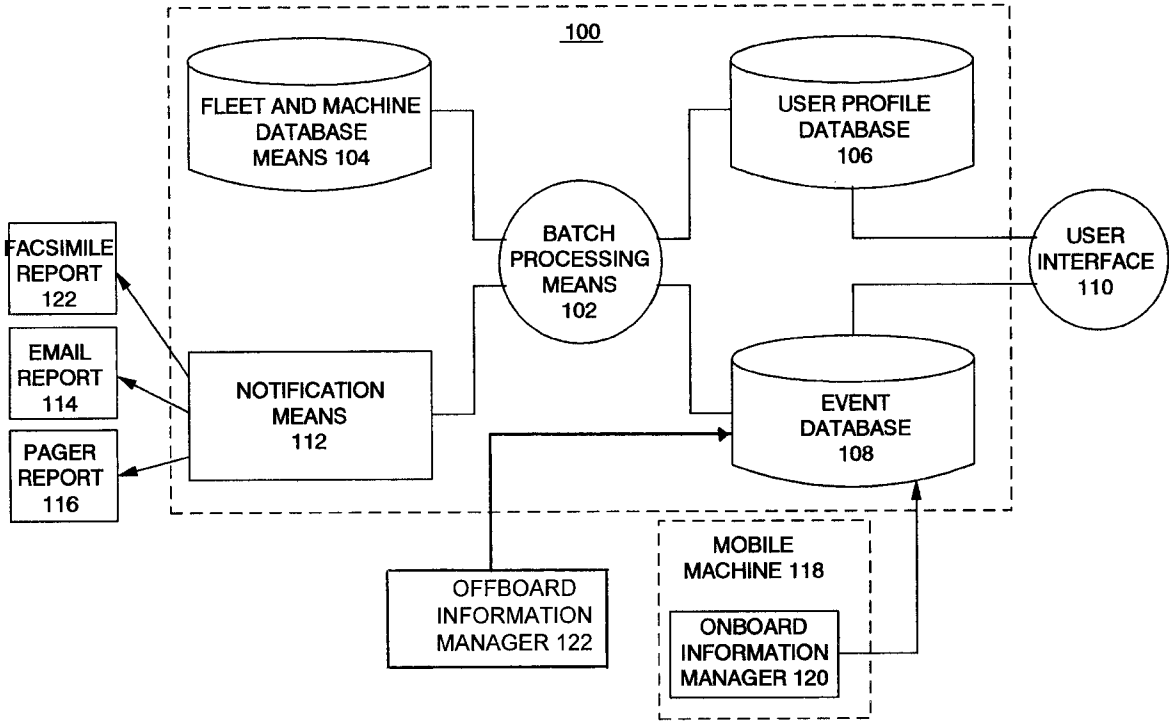 100
FLEET AND MACHINE
DATABASE
MEANS 104
USER PROFILE
DATABASE
106
BATCH
PROCESSING
MEANS
102
USER
INTERFACE
110
FACSIMILE
REPORT
122
EMAIL
REPORT
114
PAGER
REPORT
116
NOTIFICATION
MEANS
112
EVENT
DATABASE
108
OFFBOARD
INFORMATION
MANAGER 122
MOBILE
MACHINE 118
ONBOARD
INFORMATION
MANAGER 120